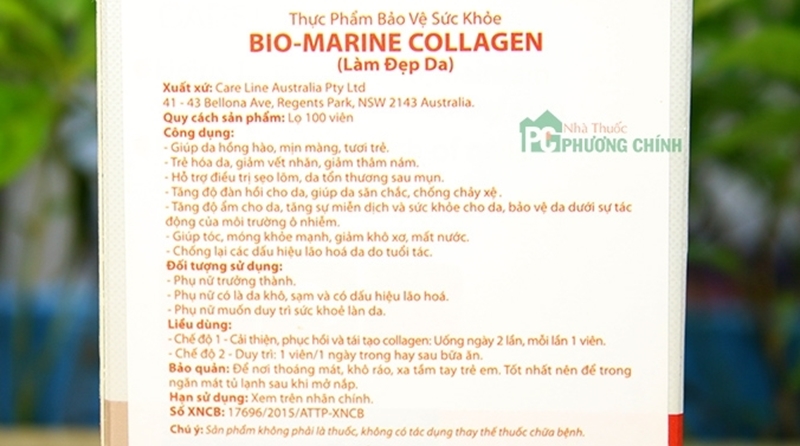 Thực Phẩm Bảo Vệ Sức Khỏe
BIO-MARINE COLLAGEN
(Làm Đẹp Da)
Xuất xứ: Care Line Australia Pty Ltd
41 - 43 Bellona Ave, Regents Park, NSW 2143 Australia.
Quy cách sản phẩm: Lọ 100 viên
Công dụng:
- Giúp da hồng hào, mịn màng, tươi trẻ.
- Trẻ hóa da, giảm vết nhăn, giảm thâm nám.
- Hỗ trợ điều trị sẹo lõm, da tổn thương sau mụn.
- Tăng độ đàn hồi cho da, giúp da săn chắc, chống chảy xệ.
- Tăng độ ẩm cho da, tăng sự miễn dịch và sức khỏe cho da, bảo vệ da dưới sự tác
động của môi trường ô nhiễm.
- Giúp tóc, móng khỏe mạnh, giảm khô xơ, mất nước.
- Chống lại các dấu hiệu lão hoá da do tuổi tác.
Đối tượng sử dụng:
- Phụ nữ trưởng thành.
- Phụ nữ có là da khô, sạm và có dấu hiệu lão hoá.
- Phụ nữ muốn duy trì sức khoẻ làn da.
Liều dùng:
- Chế độ 1 - Cải thiện, phục hồi và tái tạo collagen: Uống ngày 2 lần, mỗi lần 1 viên.
- Chế độ 2 - Duy trì: 1 viên/1 ngày trong hay sau bữa ăn.
Bảo quản: Để nơi thoáng mát, khô ráo, xa tầm tay trẻ em. Tốt nhất nên để trong
ngăn mát tủ lạnh sau khi mở nắp.
Hạn sử dụng: Xem trên nhận chính.
Số XNCB: 17696/2015/ATTP-XNCB
Chú ý: Sản phẩm không phải là thuốc, không có tác dụng thay thế thuốc chữa bệnh.
PC Nhà Thuốc
PHƯƠNG CHÍNH